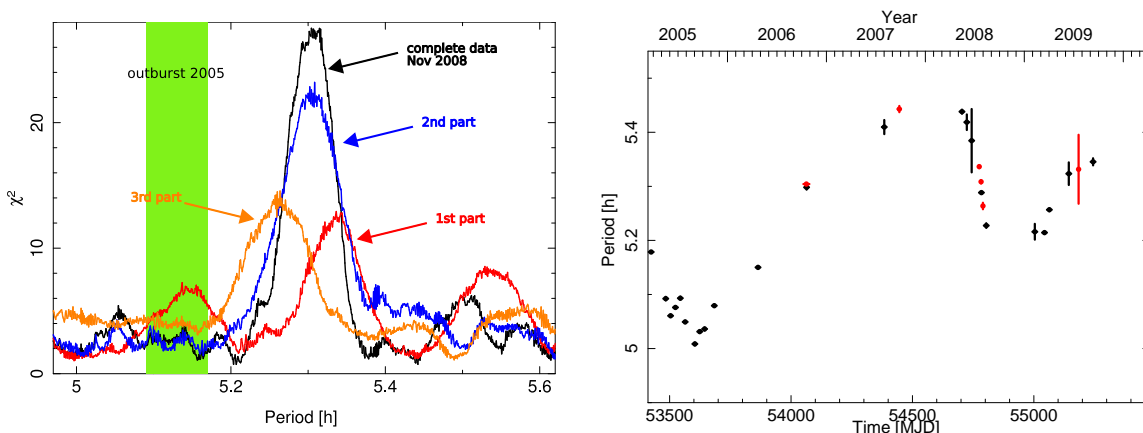 outburst 2005
complete data
Nov 2008
2nd part
3rd part
1st part
χ²
0
10
20
5
5.2
5.4
5.6
Period [h]
Year
2005
2006
2007
2008
2009
Period [h]
5.4
5.2
5
53500
54000
54500
55000
Time [MJD]